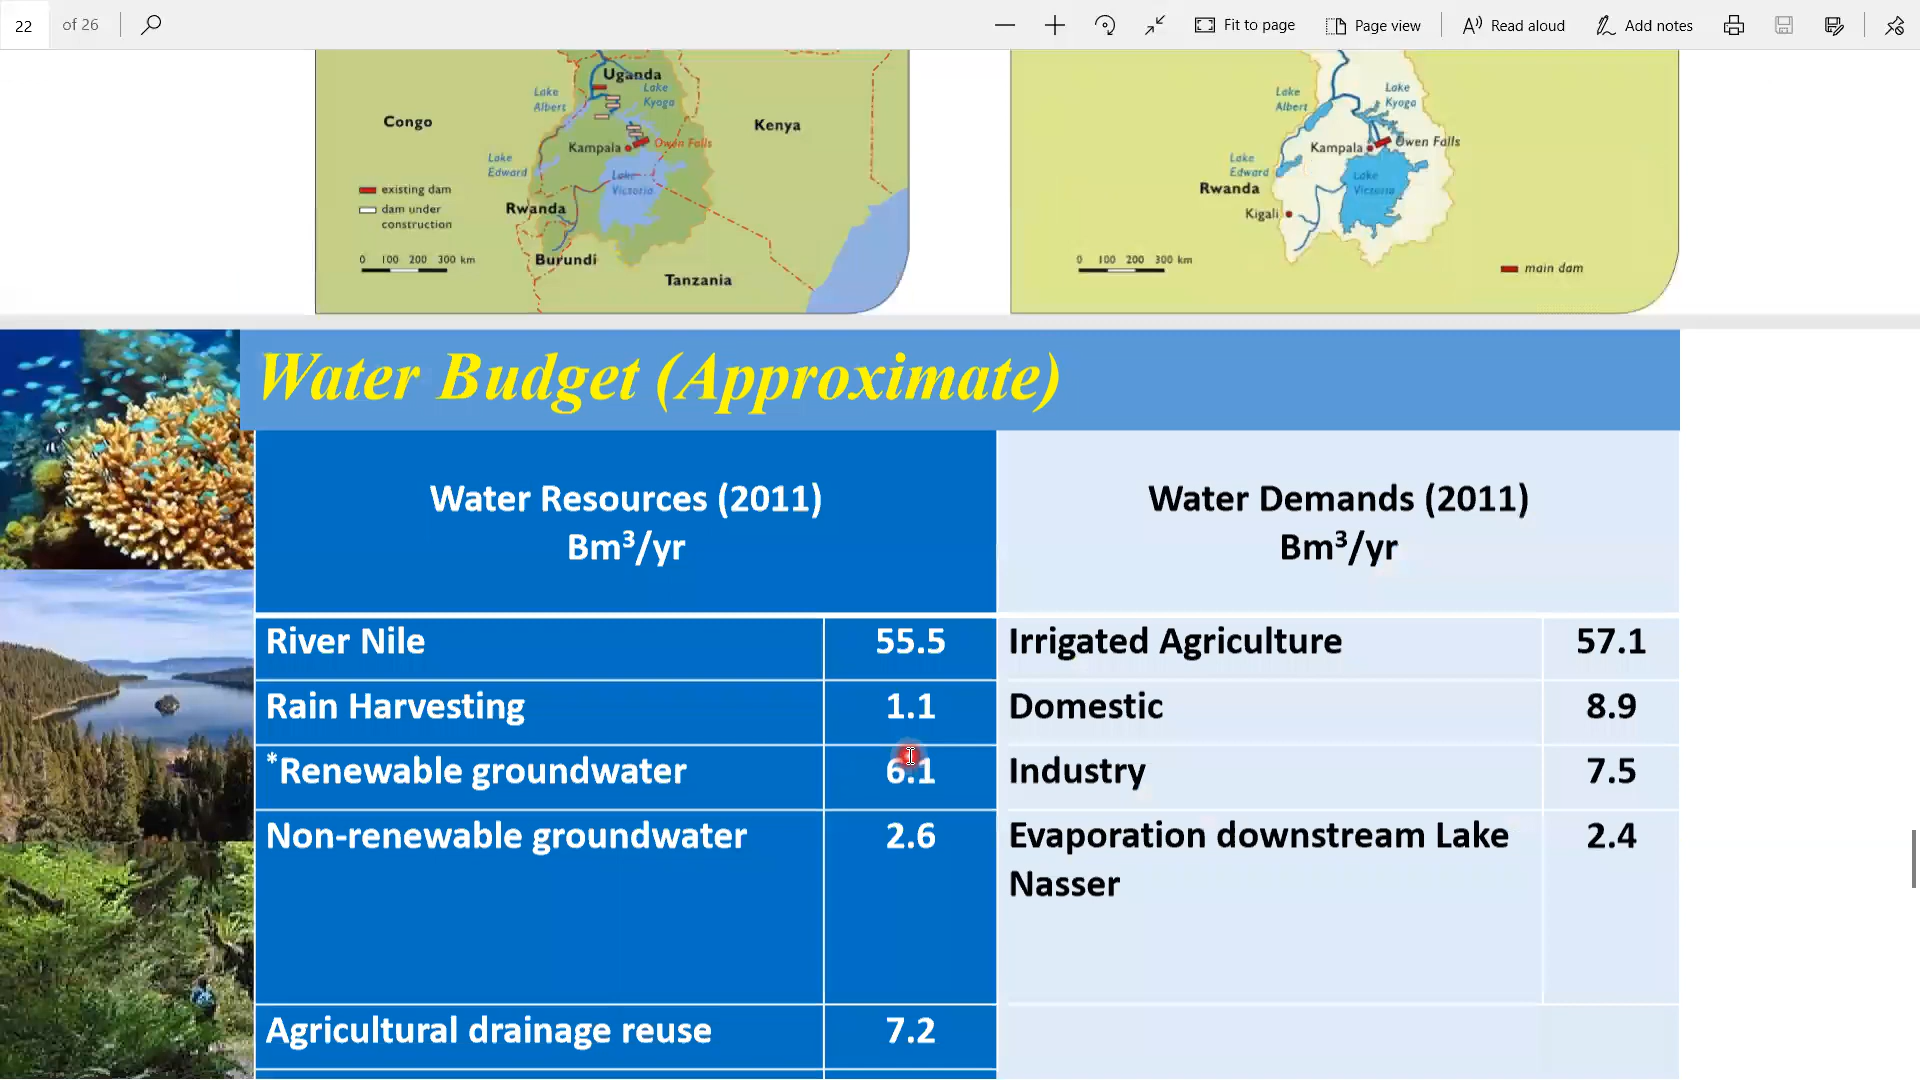 22 of 26 Fit to page Page view Read aloud Add notes
Uganda
Lake
Albert
Lake
Kyoga
Congo
Kenya
Kampala
Owen Falls
Lake
Edward
Lake
Victoria
existing dam
dam under
construction
Rwanda
0 100 200 300 km
Burundi
Tanzania
Lake
Albert
Lake
Kyoga
Kampala
Owen Falls
Lake
Edward
Lake
Victoria
Rwanda
Kigali
0 100 200 300 km
main dam
Water Budget (Approximate)
Water Resources (2011)
Bm³/yr
Water Demands (2011)
Bm³/yr
River Nile 55.5 Irrigated Agriculture 57.1
Rain Harvesting 1.1 Domestic 8.9
*Renewable groundwater 6.1 Industry 7.5
Non-renewable groundwater 2.6 Evaporation downstream Lake 2.4
Nasser
Agricultural drainage reuse 7.2